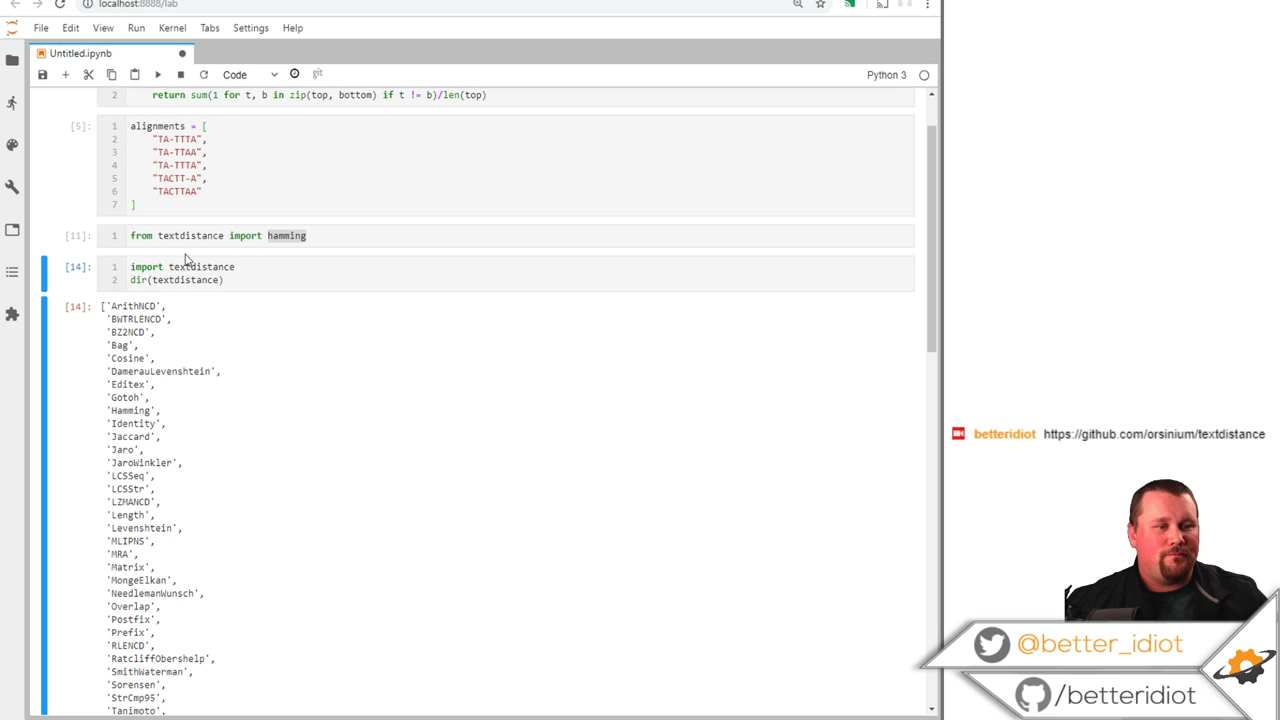 localhost:8888/lab
File Edit View Run Kernel Tabs Settings Help
Untitled.ipynb
Code git Python 3
2 return sum(1 for t, b in zip(top, bottom) if t != b)/len(top)
[5]: 1 alignments = [
2 "TA-TTTA",
3 "TA-TTAA",
4 "TA-TTTA",
5 "TACTT-A",
6 "TACTTAA"
7 ]
[11]: 1 from textdistance import hamming
[14]: 1 import textdistance
2 dir(textdistance)
[14]: ['ArithNCD',
'BWTRLENCD',
'BZ2NCD',
'Bag',
'Cosine',
'DamerauLevenshtein',
'Editex',
'Gotoh',
'Hamming',
'Identity',
'Jaccard',
'Jaro',
'JaroWinkler',
'LCSSeq',
'LCSStr',
'LZMANCD',
'Length',
'Levenshtein',
'MLIPNS',
'MRA',
'Matrix',
'MongeElkan',
'NeedlemanWunsch',
'Overlap',
'Postfix',
'Prefix',
'RLENCD',
'RatcliffObershelp',
'SmithWaterman',
'Sorensen',
'StrCmp95',
'Tanimoto',
betteridiot https://github.com/orsinium/textdistance
@better_idiot
/betteridiot